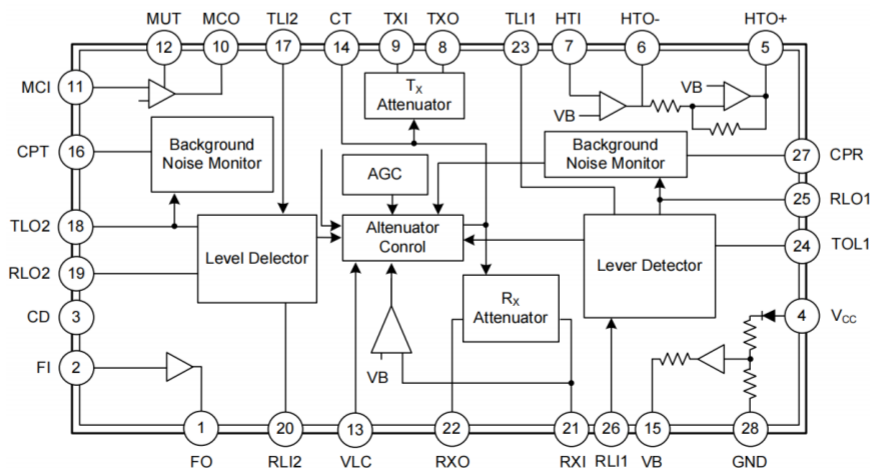 MUT MCO TLI2 CT TXI TXO TLI1 HTI HTO- HTO+
12 10 17 14 9 8 23 7 6 5
MCI 11
TX
Attenuator
VB
VB
CPT 16
Background
Noise Monitor
Background
Noise Monitor
27 CPR
AGC
25 RLO1
TLO2 18
Level Delector
Altenuator
Conrol
Lever Detector
24 TOL1
RLO2 19
CD 3
RX
Attenuator
4 VCC
FI 2
VB
1 20 13 22 21 26 15 28
FO RLI2 VLC RXO RXI RLI1 VB GND